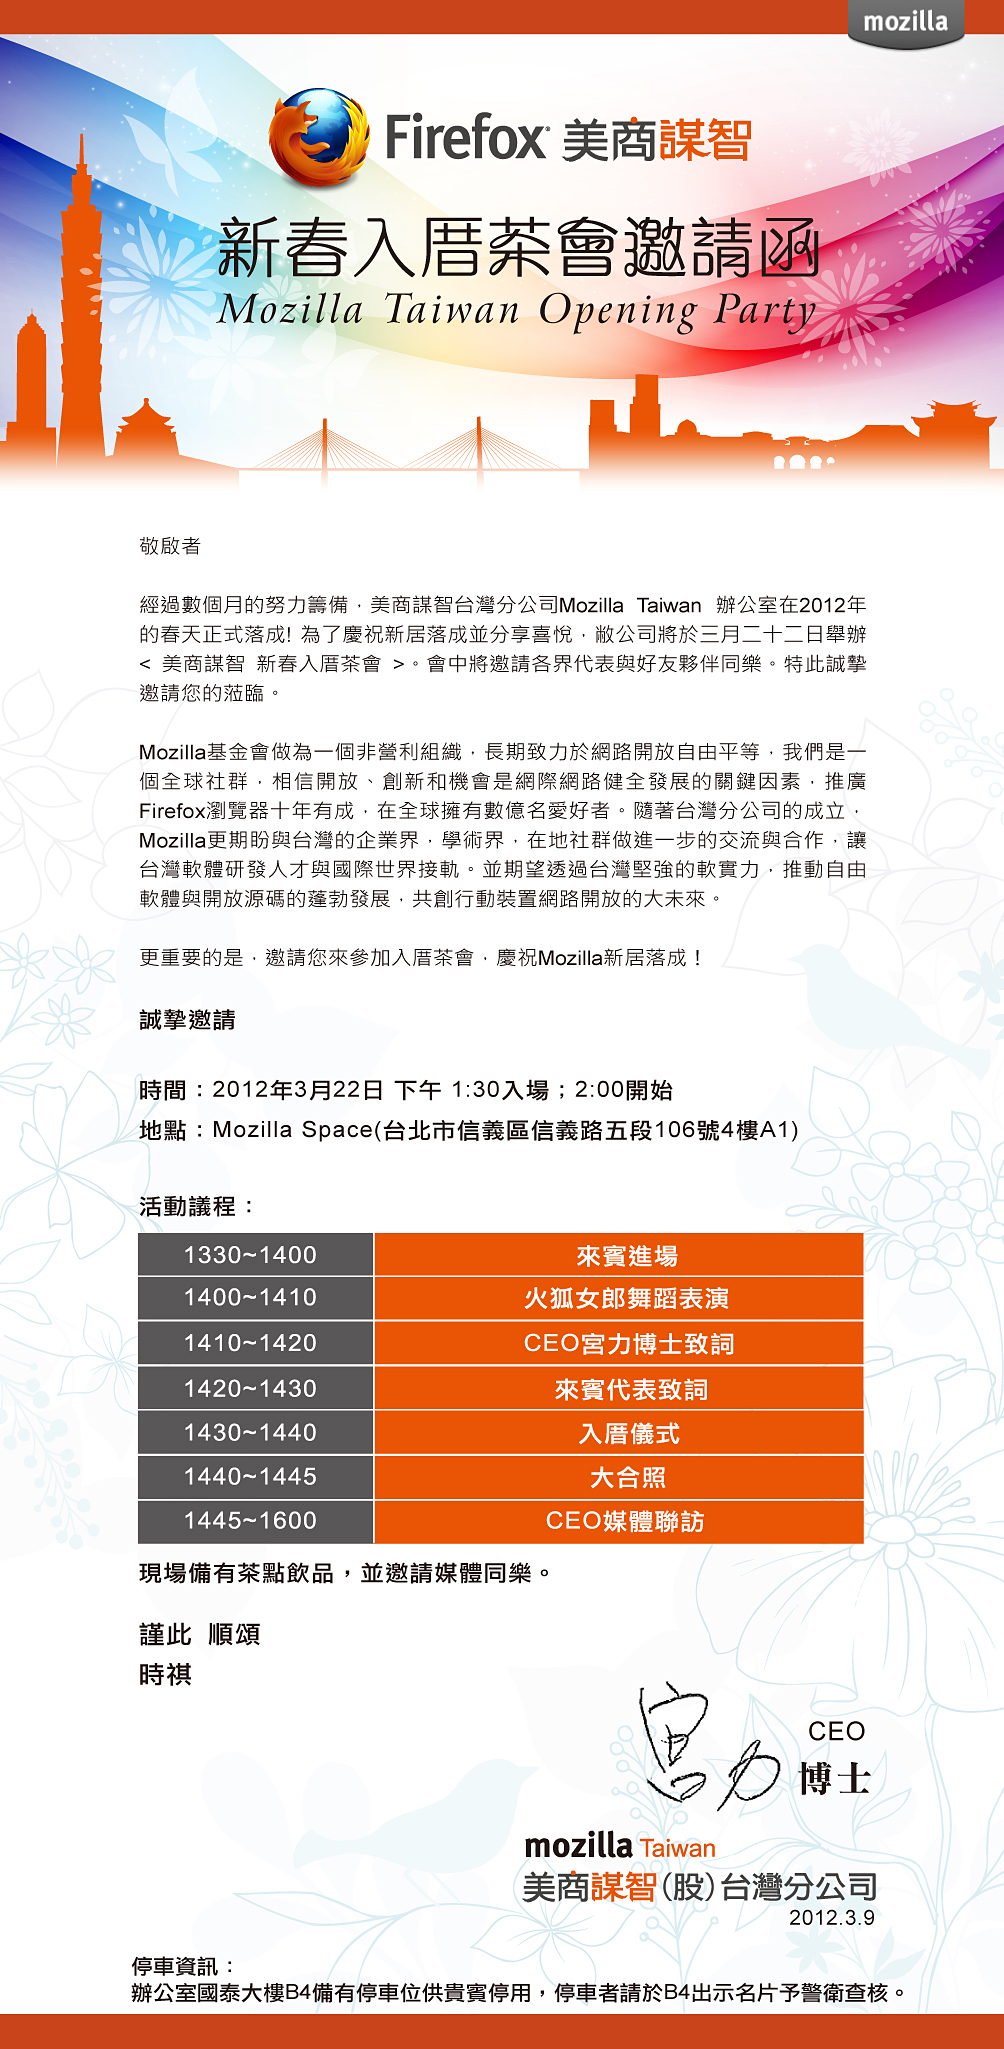 mozilla
Firefox 美商謀智
新春入厝茶會邀請函
Mozilla Taiwan Opening Party
敬啟者
經過數個月的努力籌備，美商謀智台灣分公司Mozilla Taiwan 辦公室在2012年
的春天正式落成! 為了慶祝新居落成並分享喜悅，敝公司將於三月二十二日舉辦
< 美商謀智 新春入厝茶會 >。會中將邀請各界代表與好友夥伴同樂。特此誠摯
邀請您的蒞臨。
Mozilla基金會做為一個非營利組織，長期致力於網路開放自由平等，我們是一
個全球社群，相信開放、創新和機會是網際網路健全發展的關鍵因素，推廣
Firefox瀏覽器十年有成，在全球擁有數億名愛好者。隨著台灣分公司的成立，
Mozilla更期盼與台灣的企業界，學術界，在地社群做進一步的交流與合作，讓
台灣軟體研發人才與國際世界接軌。並期望透過台灣堅強的軟實力，推動自由
軟體與開放源碼的蓬勃發展，共創行動裝置網路開放的大未來。
更重要的是，邀請您來參加入厝茶會，慶祝Mozilla新居落成！
誠摯邀請
時間：2012年3月22日 下午 1:30入場；2:00開始
地點：Mozilla Space(台北市信義區信義路五段106號4樓A1)
活動議程：
1330~1400 來賓進場
1400~1410 火狐女郎舞蹈表演
1410~1420 CEO宮力博士致詞
1420~1430 來賓代表致詞
1430~1440 入厝儀式
1440~1445 大合照
1445~1600 CEO媒體聯訪
現場備有茶點飲品，並邀請媒體同樂。
謹此 順頌
時祺
宮力 CEO
博士
mozilla Taiwan
美商謀智(股)台灣分公司
2012.3.9
停車資訊：
辦公室國泰大樓B4備有停車位供貴賓停用，停車者請於B4出示名片予警衛查核。